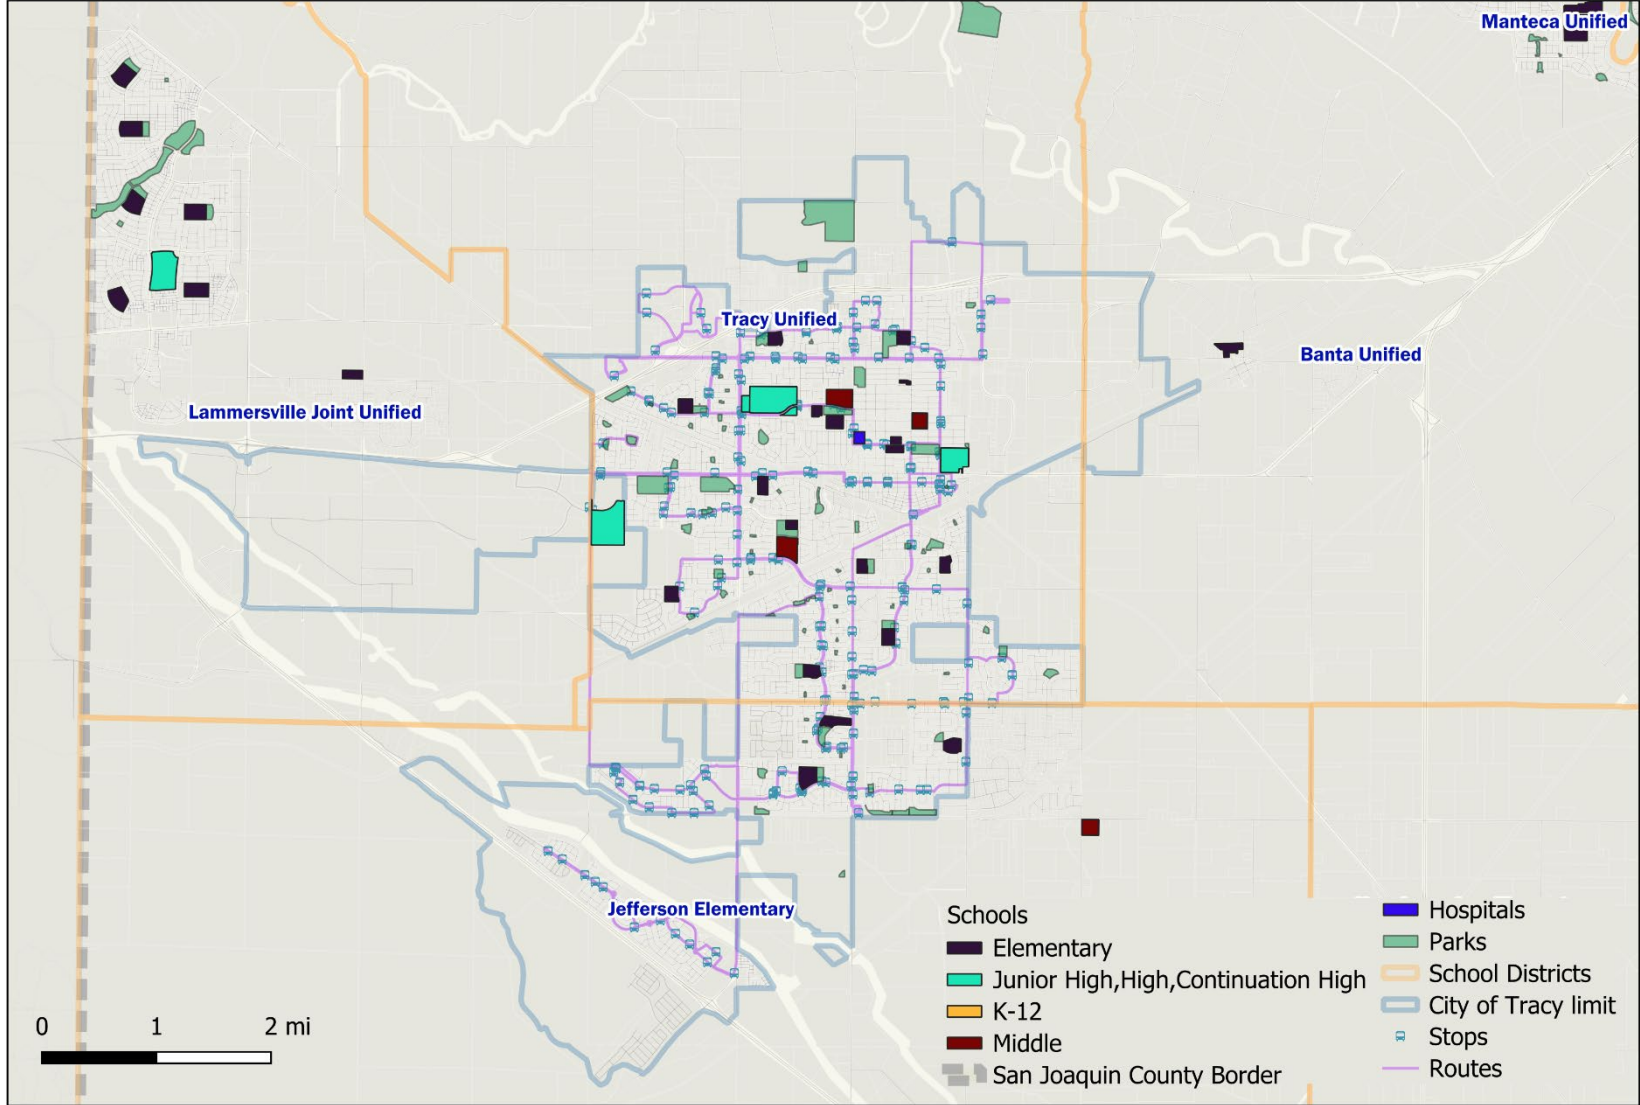 Manteca Unified
Tracy Unified
Banta Unified
Lammersville Joint Unified
Jefferson Elementary
0 1 2 mi
Schools
Elementary
Junior High,High,Continuation High
K-12
Middle
San Joaquin County Border
Hospitals
Parks
School Districts
City of Tracy limit
Stops
Routes